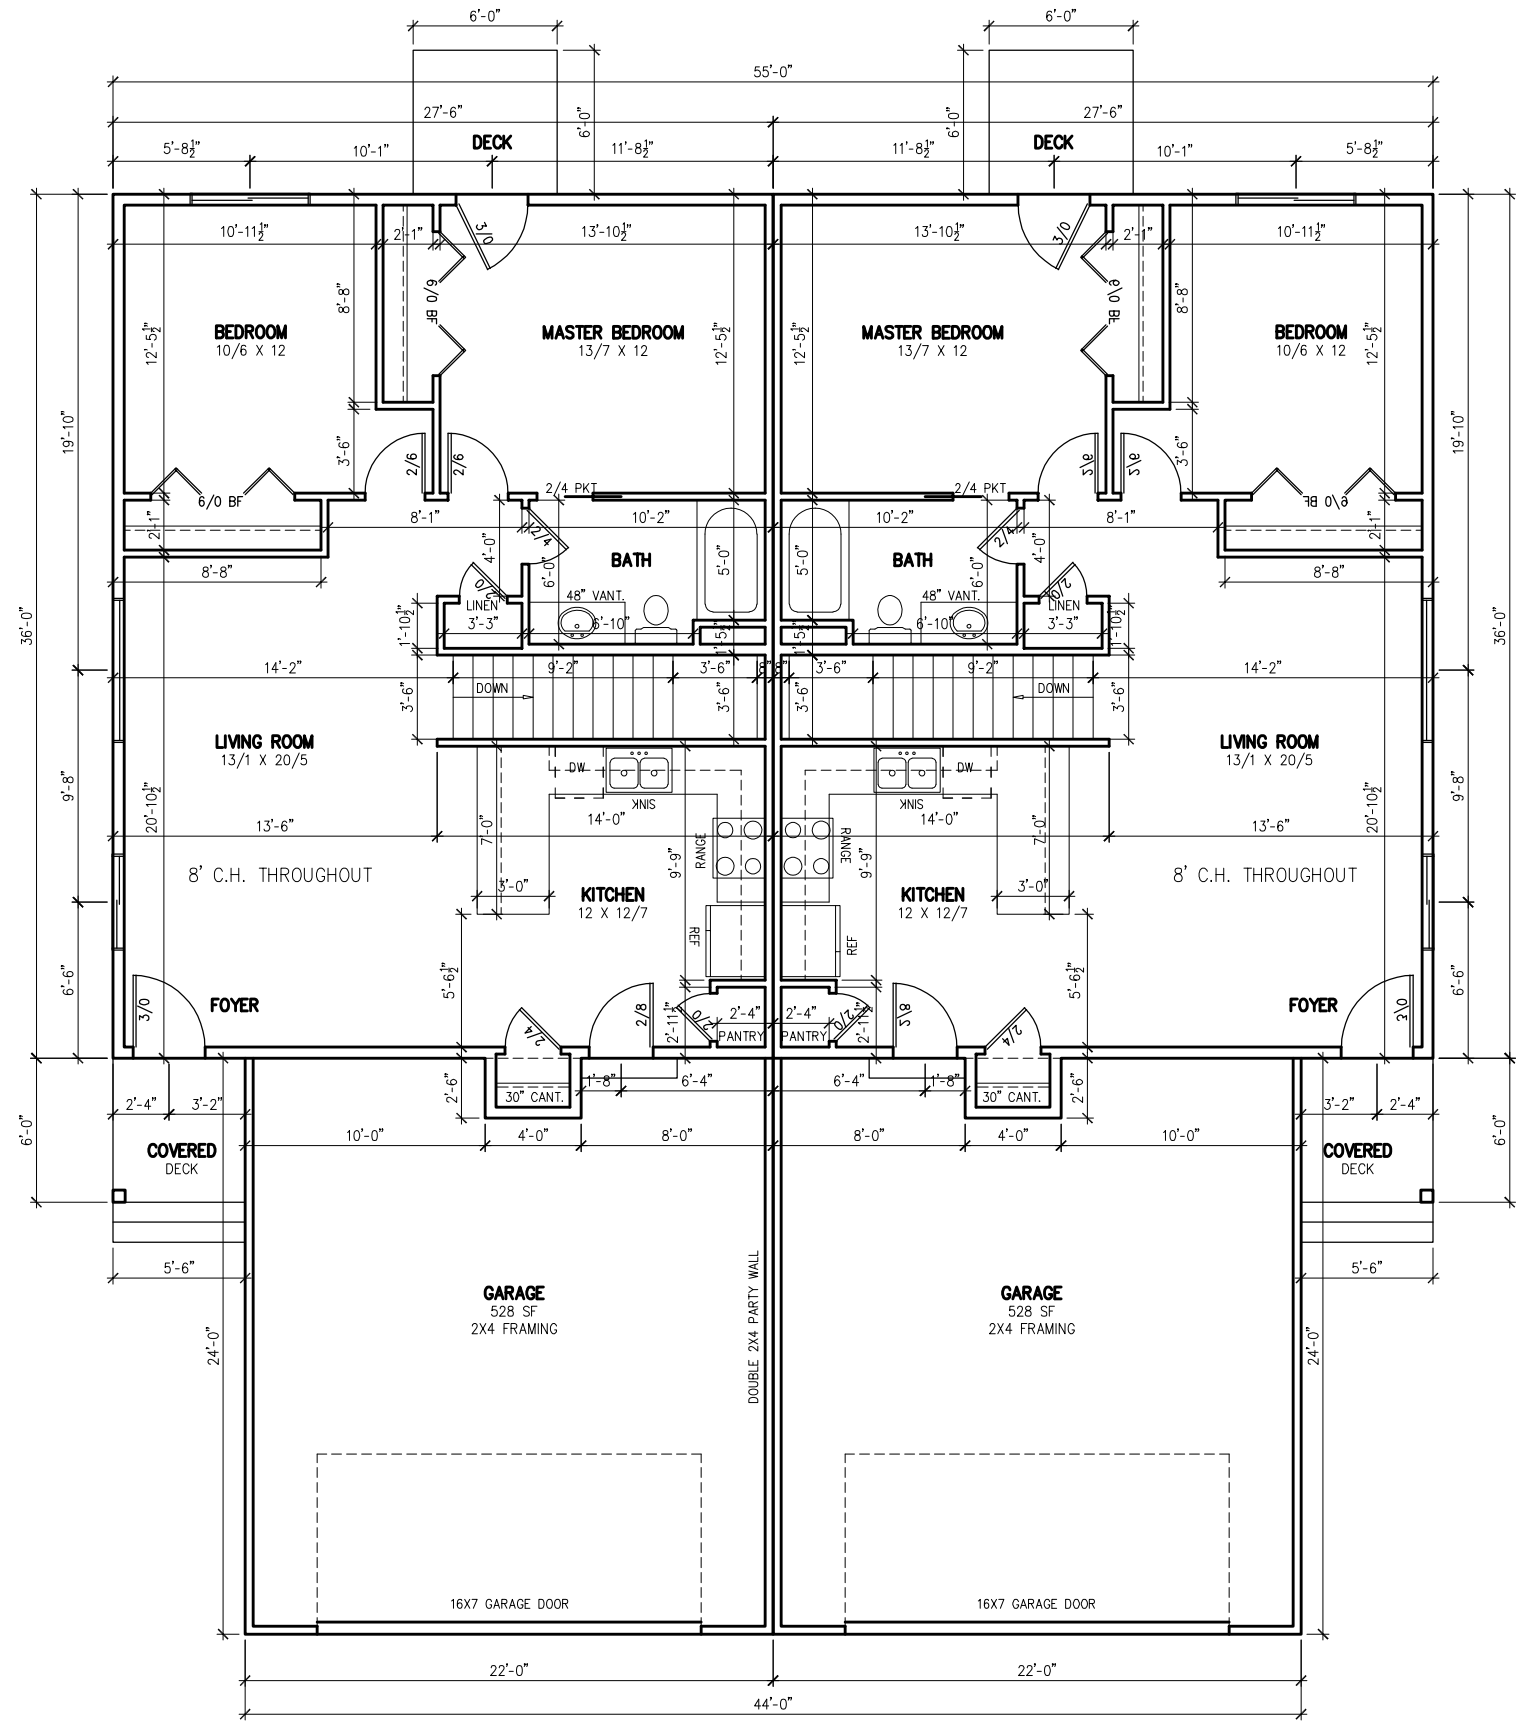 6'-0" 6'-0"
55'-0"
27'-6" 27'-6"
6'-0" DECK DECK 6'-0"
5'-8½" 10'-1" 11'-8½" 11'-8½" 10'-1" 5'-8½"
10'-11½" 2'-1" 3/0 13'-10½" 13'-10½" 3/0 2'-1" 10'-11½"
8'-8" 6/0 BF 6/0 BF 8'-8"
BEDROOM MASTER BEDROOM MASTER BEDROOM BEDROOM
10/6 X 12 13/7 X 12 13/7 X 12 10/6 X 12
12'-5½" 12'-5½" 12'-5½" 12'-5½"
19'-10" 19'-10"
3'-6" 2/6 2/6 2/6 2/6 3'-6"
6/0 BF 2/4 PKT 2/4 PKT 6/0 BF
2'-1" 8'-1" 2/4 10'-2" 10'-2" 2/4 8'-1" 2'-1"
4'-0" 6'-0" BATH 5'-0" 5'-0" BATH 6'-0" 4'-0"
8'-8" 2/0 2/0 8'-8"
LINEN 48" VANT. 48" VANT. LINEN
36'-0" 36'-0"
1'-10½" 3'-3" 6'-10" 1'-5½" 1'-5½" 6'-10" 3'-3" 1'-10½"
14'-2" 9'-2" 3'-6" 8" 8" 3'-6" 9'-2" 14'-2"
3'-6" DOWN 3'-6" 3'-6" DOWN 3'-6"
LIVING ROOM LIVING ROOM
13/1 X 20/5 13/1 X 20/5
DW DW
9'-8" SINK SINK 9'-8"
20'-10½" 14'-0" 14'-0" 20'-10½"
13'-6" 7'-0" RANGE RANGE 7'-0" 13'-6"
9'-6" 9'-6"
8' C.H. THROUGHOUT 8' C.H. THROUGHOUT
3'-0" 3'-0"
KITCHEN KITCHEN
12 X 12/7 12 X 12/7
REF REF
6'-6" 5'-6½" 5'-6½" 6'-6"
3/0 FOYER FOYER 3/0
2/4 2/8 2'-11½" 2/0 2'-4" 2'-4" 2/0 2'-11½" 2/8 2/4
PANTRY PANTRY
2'-6" 1'-8" 6'-4" 6'-4" 1'-8" 2'-6"
30" CANT. 30" CANT.
2'-4" 3'-2" 3'-2" 2'-4"
6'-0" 6'-0"
10'-0" 4'-0" 8'-0" 8'-0" 4'-0" 10'-0"
COVERED COVERED
DECK DECK
5'-6" 5'-6"
GARAGE GARAGE
528 SF 528 SF
2X4 FRAMING 2X4 FRAMING
DOUBLE 2X4 PARTY WALL
24'-0" 24'-0"
16X7 GARAGE DOOR 16X7 GARAGE DOOR
22'-0" 22'-0"
44'-0"